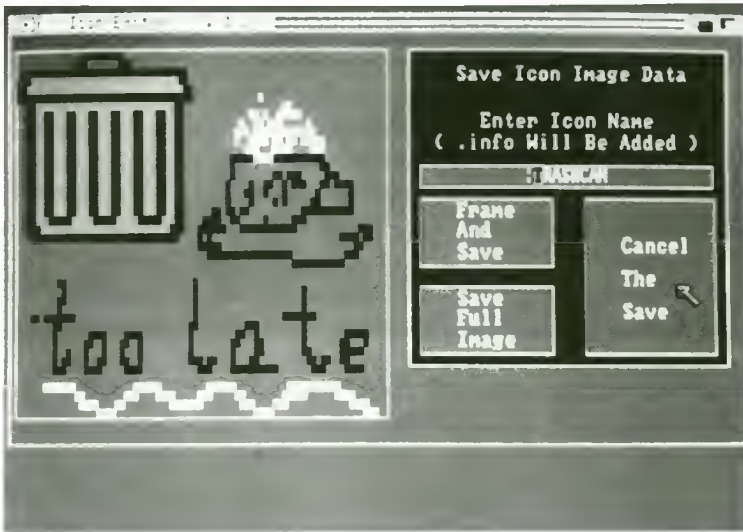 Save Icon Image Data
Enter Icon Name
( .info Will Be Added )
Frame
And
Save
Cancel
The
Save
Save
Full
Image
too late